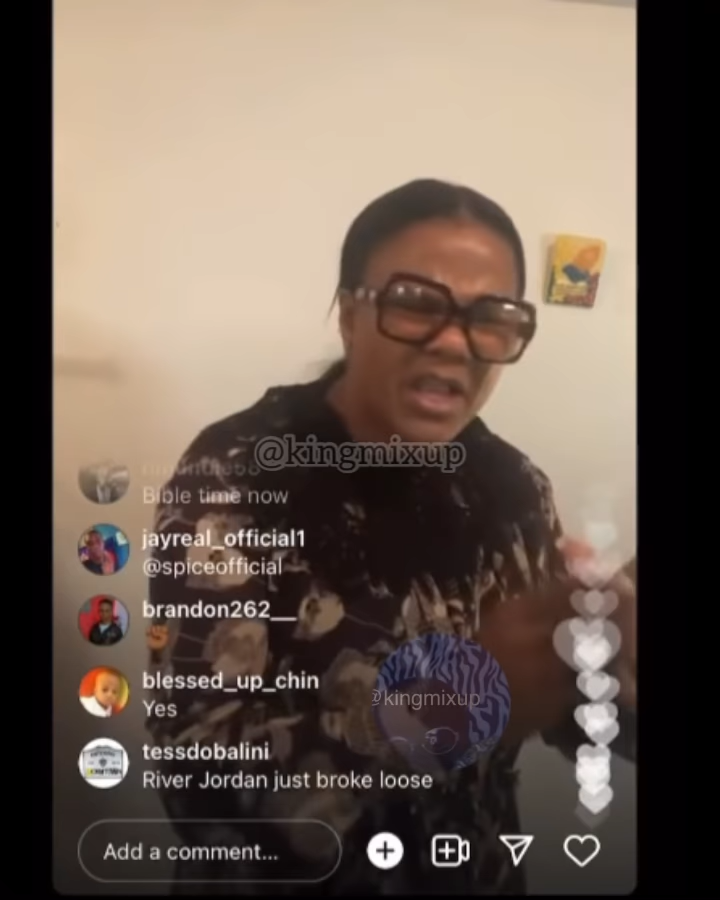 @kingmixup
Bible time now
jayreal_official1
@spiceofficial
brandon262__
@kingmixup
blessed_up_chin
Yes
tessdobalini
River Jordan just broke loose
Add a comment...